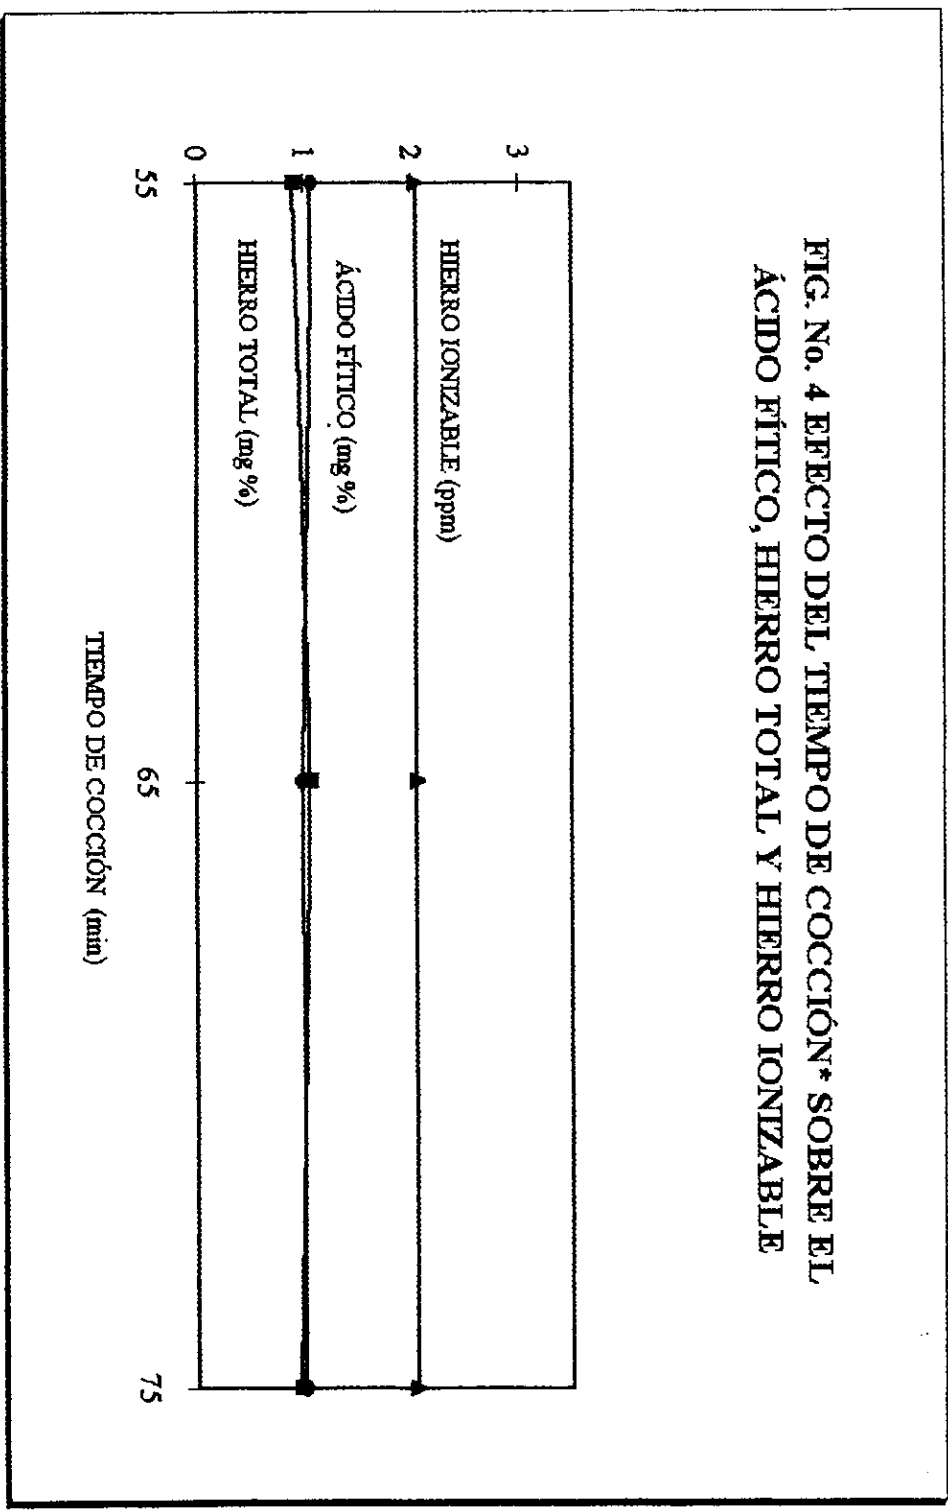 FIG. No. 4 EFECTO DEL TIEMPO DE COCCIÓN* SOBRE EL
ÁCIDO FÍTICO, HIERRO TOTAL Y HIERRO IONIZABLE
3
2
1
0
HIERRO IONIZABLE (ppm)
ÁCIDO FÍTICO (mg %)
HIERRO TOTAL (mg %)
55
65
75
TIEMPO DE COCCIÓN (min)